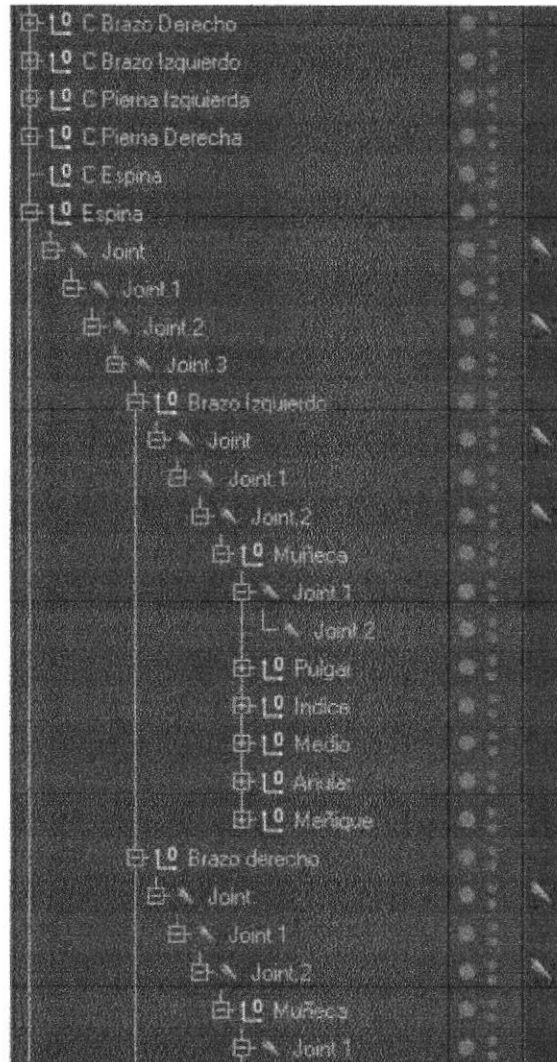 C Brazo Derecho
C Brazo Izquierdo
C Pierna Izqiuierda
C Pierna Derecha
C Espina
Espina
Joint
Joint.1
Joint.2
Joint.3
Brazo Izquierdo
Joint
Joint.1
Joint.2
Muñeca
Joint.1
Joint.2
Pulgar
Indice
Medio
Anular
Meñique
Brazo derecho
Joint
Joint.1
Joint.2
Muñeca
Joint.1